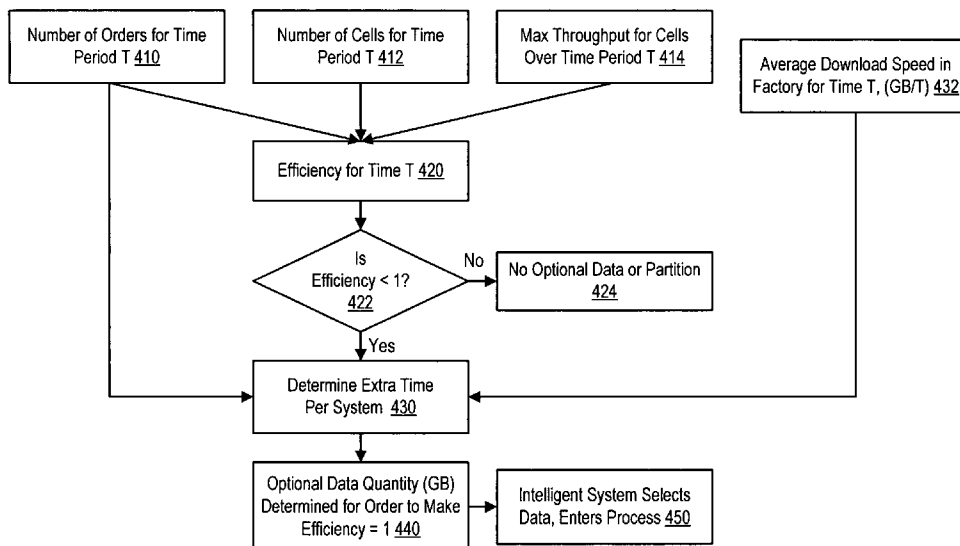 Number of Orders for Time
Period T 410
Number of Cells for Time
Period T 412
Max Throughput for Cells
Over Time Period T 414
Average Download Speed in
Factory for Time T, (GB/T) 432
Efficiency for Time T 420
Is
Efficiency < 1?
422
No
No Optional Data or Partition
424
Yes
Determine Extra Time
Per System 430
Optional Data Quantity (GB)
Determined for Order to Make
Efficiency = 1 440
Intelligent System Selects
Data, Enters Process 450